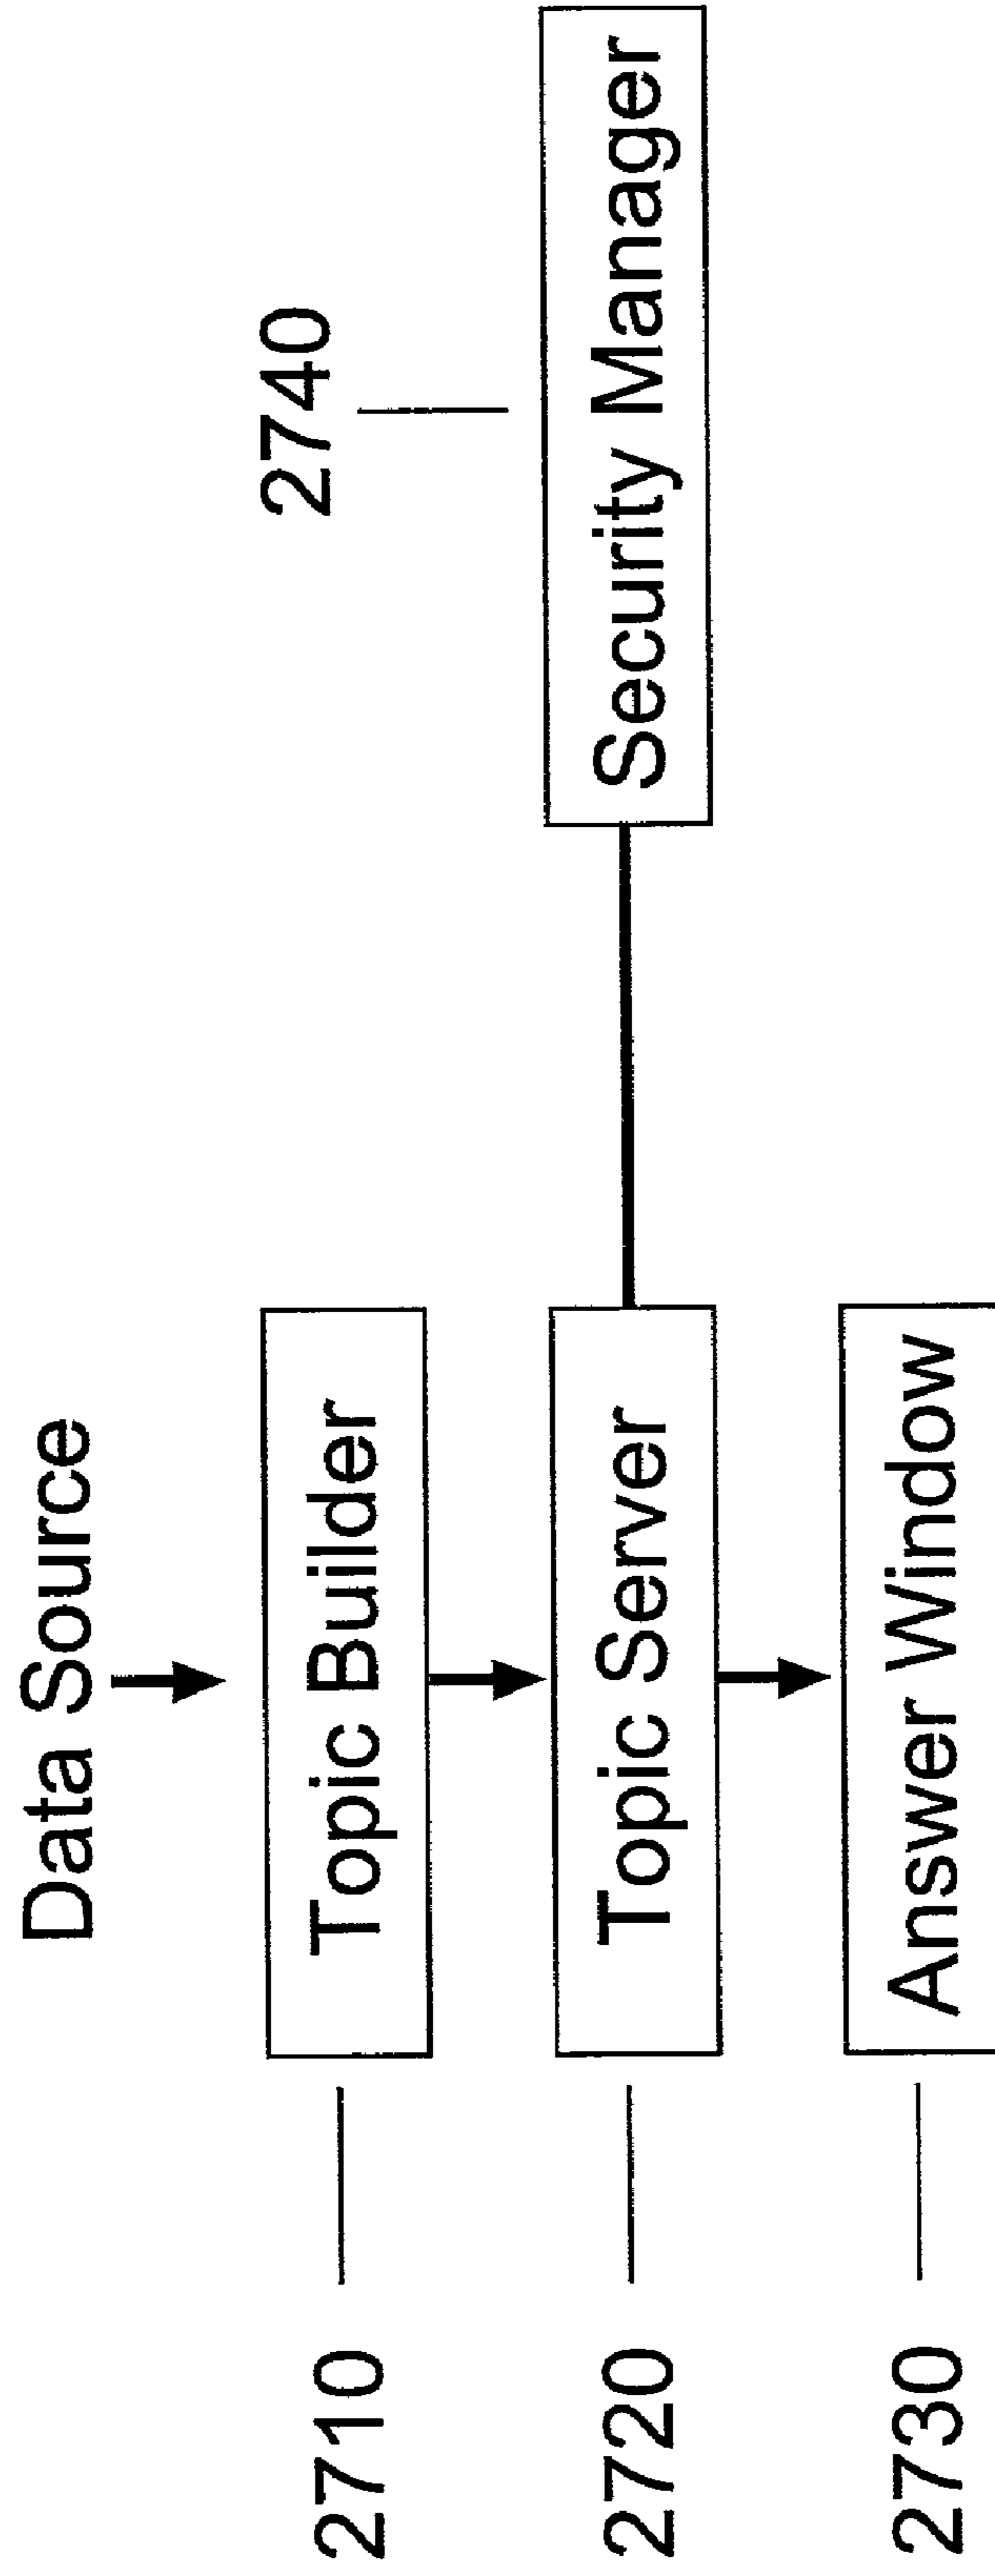 Data Source
2710
Topic Builder
2740
2720
Topic Server
Security Manager
2730
Answer Window